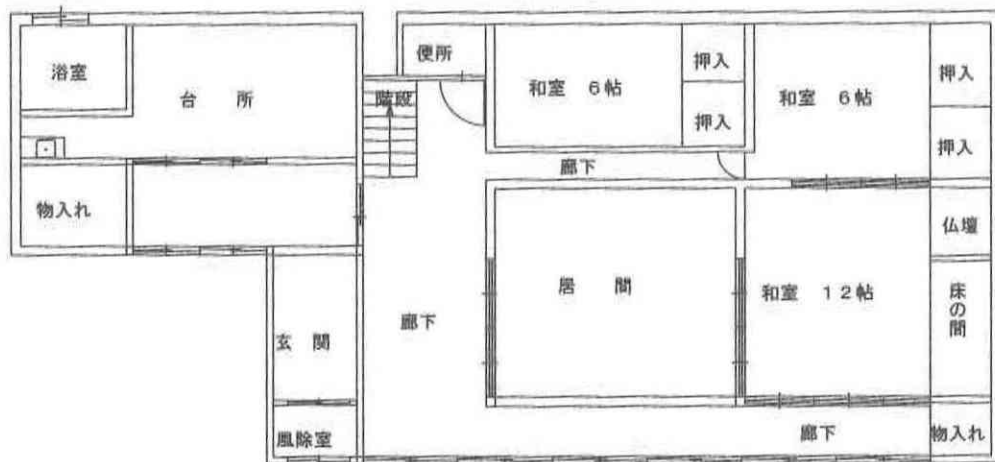 浴室
台　所
便所
階段
和室　6帖
押入
押入
和室　6帖
押入
押入
廊下
物入れ
仏壇
居　間
和室　12帖
床の間
廊下
玄　関
風除室
廊下
物入れ